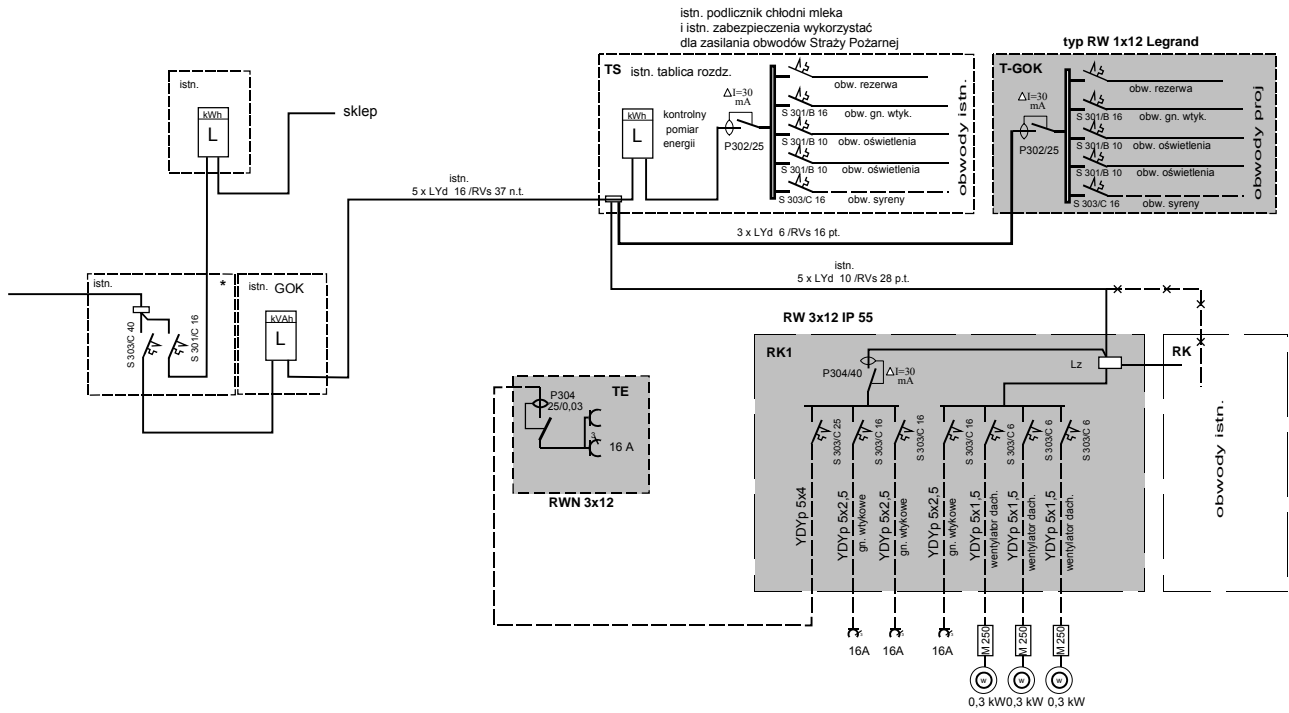 istn. podlicznik chłodni mleka
i istn. zabezpieczenia wykorzystać
dla zasilania obwodów Straży Pożarnej
typ RW 1x12 Legrand
istn.
kWh
L
sklep
TS istn. tablica rozdz.
kWh
L
kontrolny
pomiar
energii
ΔI=30
mA
P302/25
obw. rezerwa
S 301/B 16 obw. gn. wtyk.
S 301/B 10 obw. oświetlenia
S 301/B 10 obw. oświetlenia
S 303/C 16 obw. syreny
obwody istn.
T-GOK
ΔI=30
mA
P302/25
obw. rezerwa
S 301/B 16 obw. gn. wtyk.
S 301/B 10 obw. oświetlenia
S 301/B 10 obw. oświetlenia
S 303/C 16 obw. syreny
obwody proj
istn.
5 x LYd 16 /RVs 37 n.t.
3 x LYd 6 /RVs 16 pt.
istn.
5 x LYd 10 /RVs 28 p.t.
istn.
*
S 303/C 40
S 301/C 16
istn. GOK
kVAh
L
RW 3x12 IP 55
RK1
P304/40
ΔI=30
mA
Lz
RK
obwody istn.
TE
P304
25/0,03
3
16 A
RWN 3x12
S 303/C 25
S 303/C 16
S 303/C 16
S 303/C 16
S 303/C 6
S 303/C 6
S 303/C 6
YDYp 5x4
YDYp 5x2,5
gn. wtykowe
YDYp 5x2,5
gn. wtykowe
YDYp 5x2,5
gn. wtykowe
YDYp 5x1,5
wentylator dach.
YDYp 5x1,5
wentylator dach.
YDYp 5x1,5
wentylator dach.
16A
16A
16A
M 250
M 250
M 250
W
W
W
0,3 kW
0,3 kW
0,3 kW